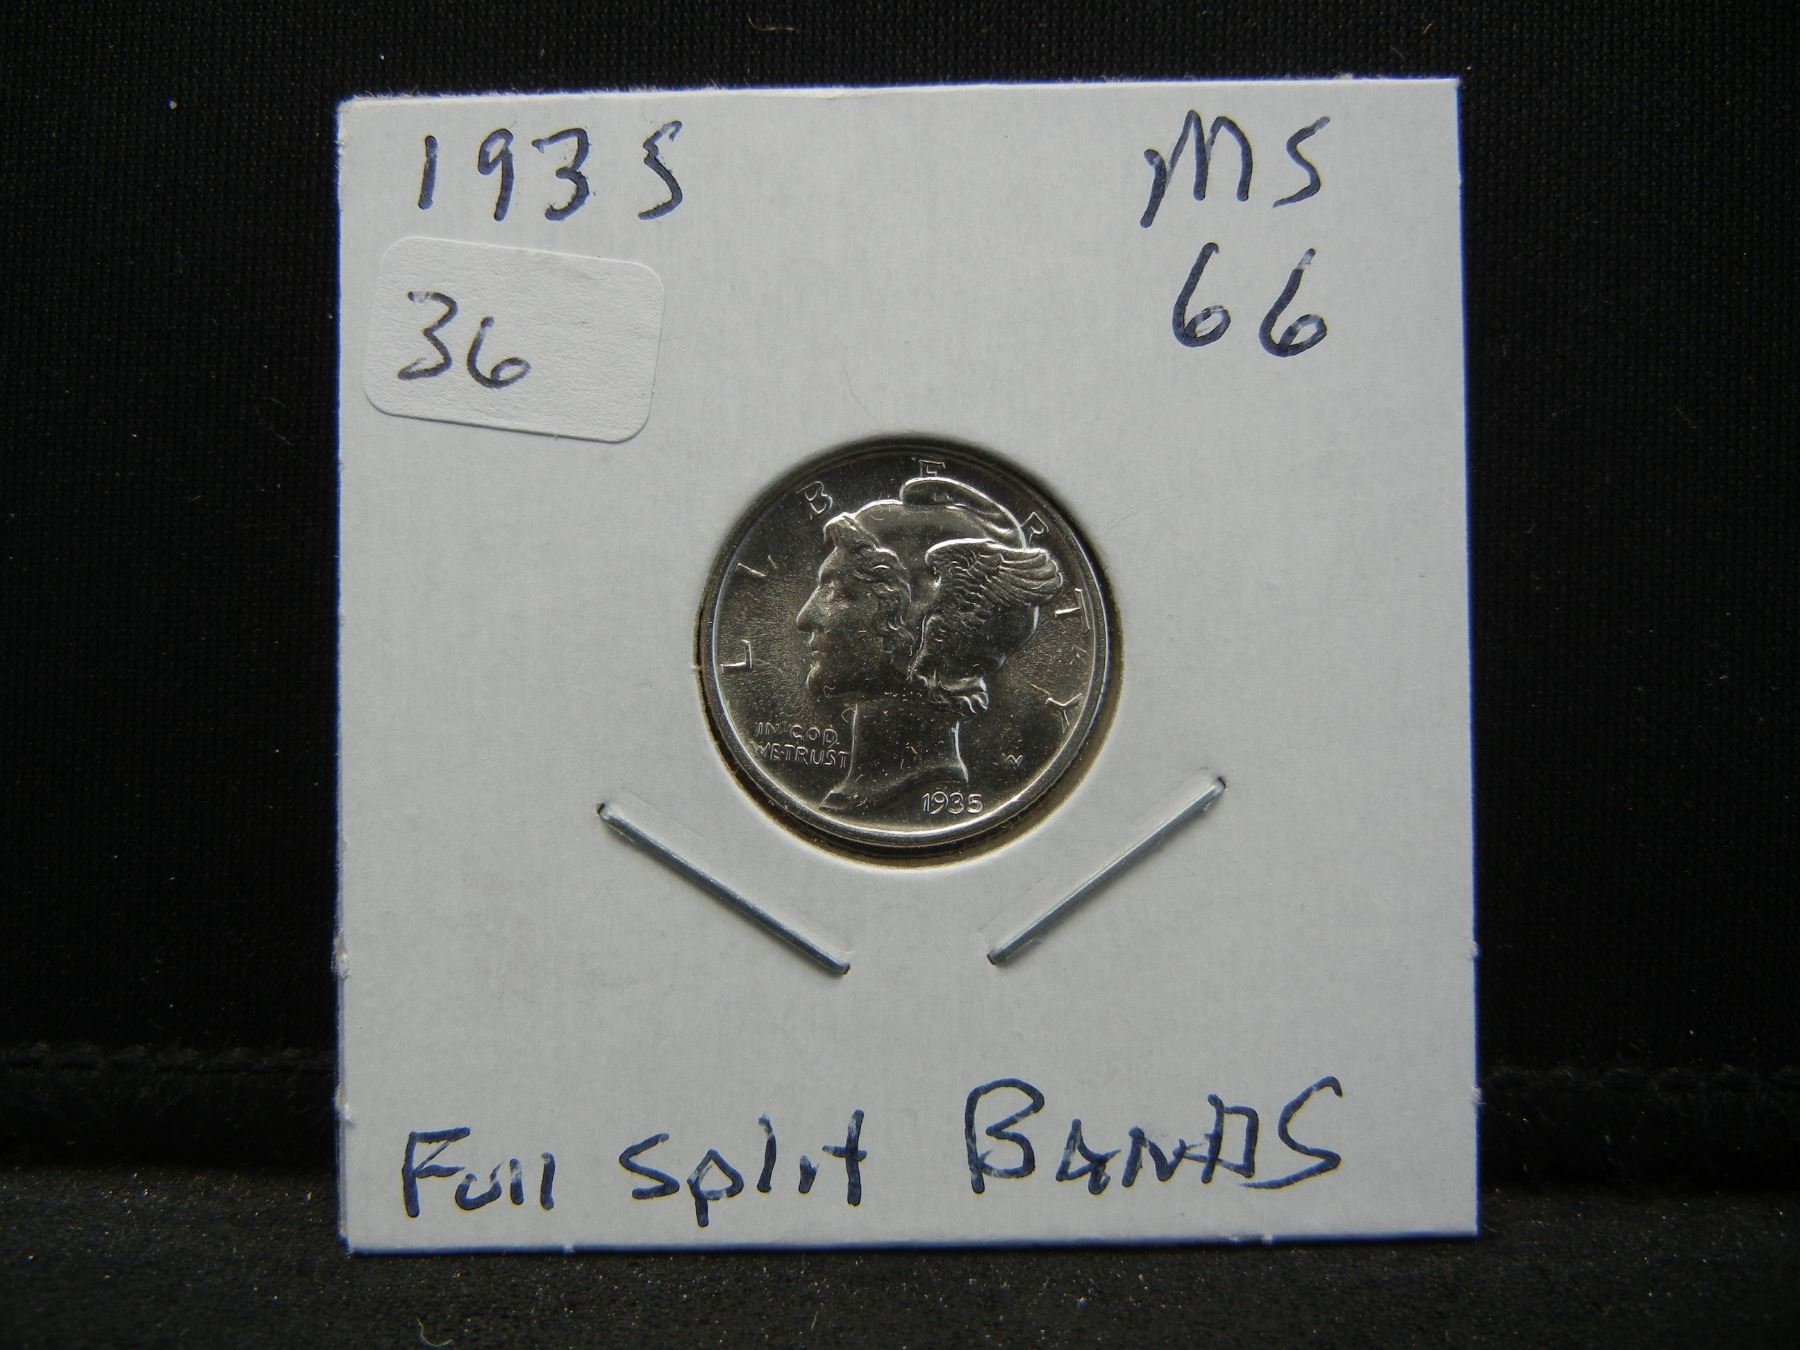 1935 MS
66
36
LIBERTY
IN GOD
WE TRUST
1935
Full Split BANDS